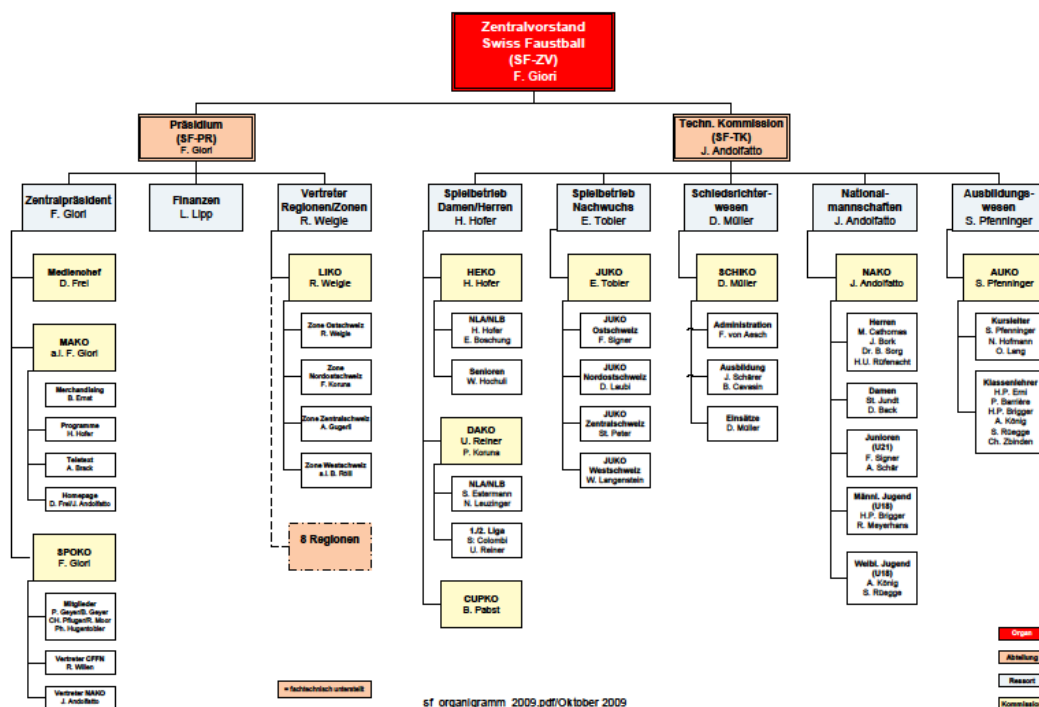 Zentralvorstand
Swiss Faustball
(SF-ZV)
F. Giori
Präsidium
(SF-PR)
F. Giori
Techn. Kommission
(SF-TK)
J. Andolfatto
Zentralpräsident
F. Giori
Finanzen
L. Lipp
Vertreter
Regionen/Zonen
R. Weigle
Spielbetrieb
Damen/Herren
H. Hofer
Spielbetrieb
Nachwuchs
E. Tobler
Schiedsrichter-
wesen
D. Müller
National-
mannschaften
J. Andolfatto
Ausbildungs-
wesen
S. Pfenninger
Medienchef
D. Frei
MAKO
a.i. F. Giori
Merchandising
B. Ernst
Programme
H. Hofer
Teletext
A. Brack
Homepage
D. Frei/J. Andolfatto
SPOKO
F. Giori
Mitglieder
P. Geyer/B. Geyer
CH. Pfluger/R. Moor
Ph. Hugentobler
Vertreter CFFN
R. Willen
Vertreter MAKO
J. Andolfatto
LIKO
R. Weigle
Zone Ostschweiz
R. Weigle
Zone
Nordostschweiz
F. Koruna
Zone Zentralschweiz
A. Gugerli
Zone Westschweiz
a.i. B. Rölli
8 Regionen
= fachtechnisch unterstellt
HEKO
H. Hofer
NLA/NLB
H. Hofer
E. Boschung
Senioren
W. Hochuli
DAKO
U. Reiner
P. Koruna
NLA/NLB
S. Estermann
N. Leuzinger
1./2. Liga
S: Colombi
U. Reiner
CUPKO
B. Pabst
JUKO
E. Tobler
JUKO
Ostschweiz
F. Signer
JUKO
Nordostschweiz
D. Laubi
JUKO
Zentralschweiz
St. Peter
JUKO
Westschweiz
W. Langenstein
SCHIKO
D. Müller
Administration
F. von Aesch
Ausbildung
J. Schärer
B. Cavasin
Einsätze
D. Müller
NAKO
J. Andolfatto
Herren
M. Cathomas
J. Bork
Dr. B. Sorg
H.U. Rüfenacht
Damen
St. Jundt
D. Beck
Junioren
(U21)
F. Signer
A. Schär
Männl. Jugend
(U18)
H.P. Brigger
R. Meyerhans
Weibl. Jugend
(U18)
A. König
S. Rüegge
AUKO
S. Pfenninger
Kursleiter
S. Pfenninger
N. Hofmann
O. Lang
Klassenlehrer
H.P. Erni
P. Barrière
H.P. Brigger
A. König
S. Rüegge
Ch. Zbinden
Organ
Abteilung
Ressort
Kommission
sf_organigramm_2009.pdf/Oktober 2009